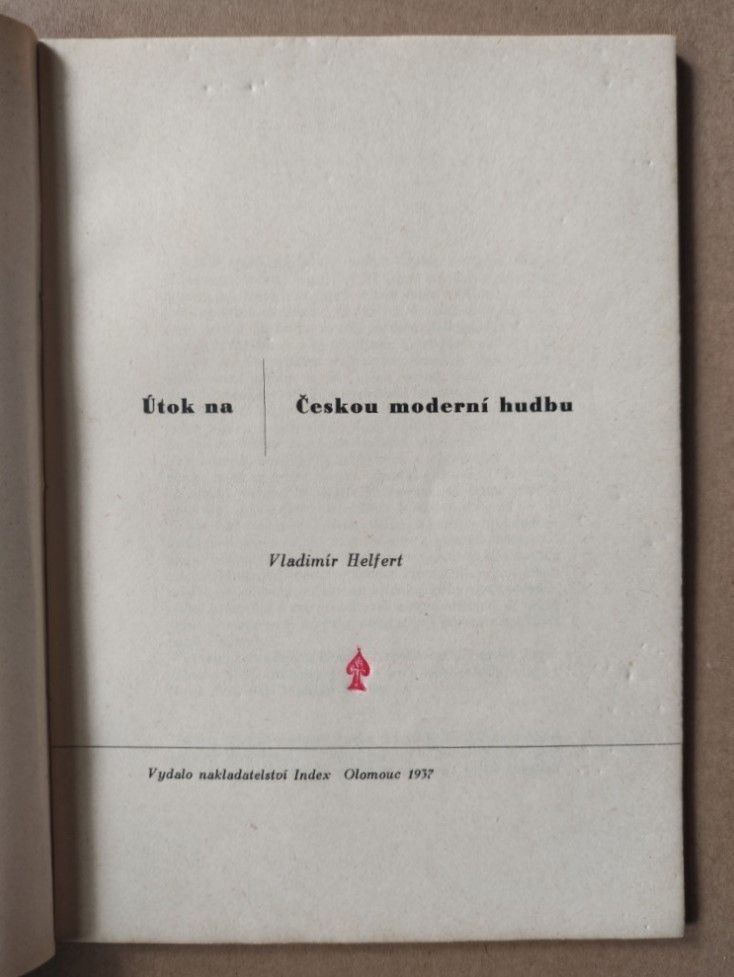 Útok na Českou moderní hudbu
Vladimír Helfert
Vydalo nakladatelství Index Olomouc 1937